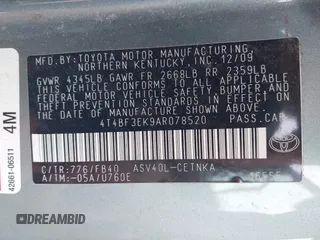 MFD. BY: TOYOTA MOTOR MANUFACTURING,
NORTHERN KENTUCKY, INC. 12/09
GVWR 4345LB GAWR FR 2668LB RR 2359LB
THIS VEHICLE CONFORMS TO ALL APPLICABLE
FEDERAL MOTOR VEHICLE SAFETY, BUMPER, AND
THEFT PREVENTION STANDARDS IN EFFECT ON
THE DATE OF MANUFACTURE SHOWN ABOVE.
4T4BF3EK9AR078520 PASS.CAR
C/TR:776/FB40 ASV40L-CETNKA
A/TM:-05A/U760E
4M
42661-06511
autobidmaster